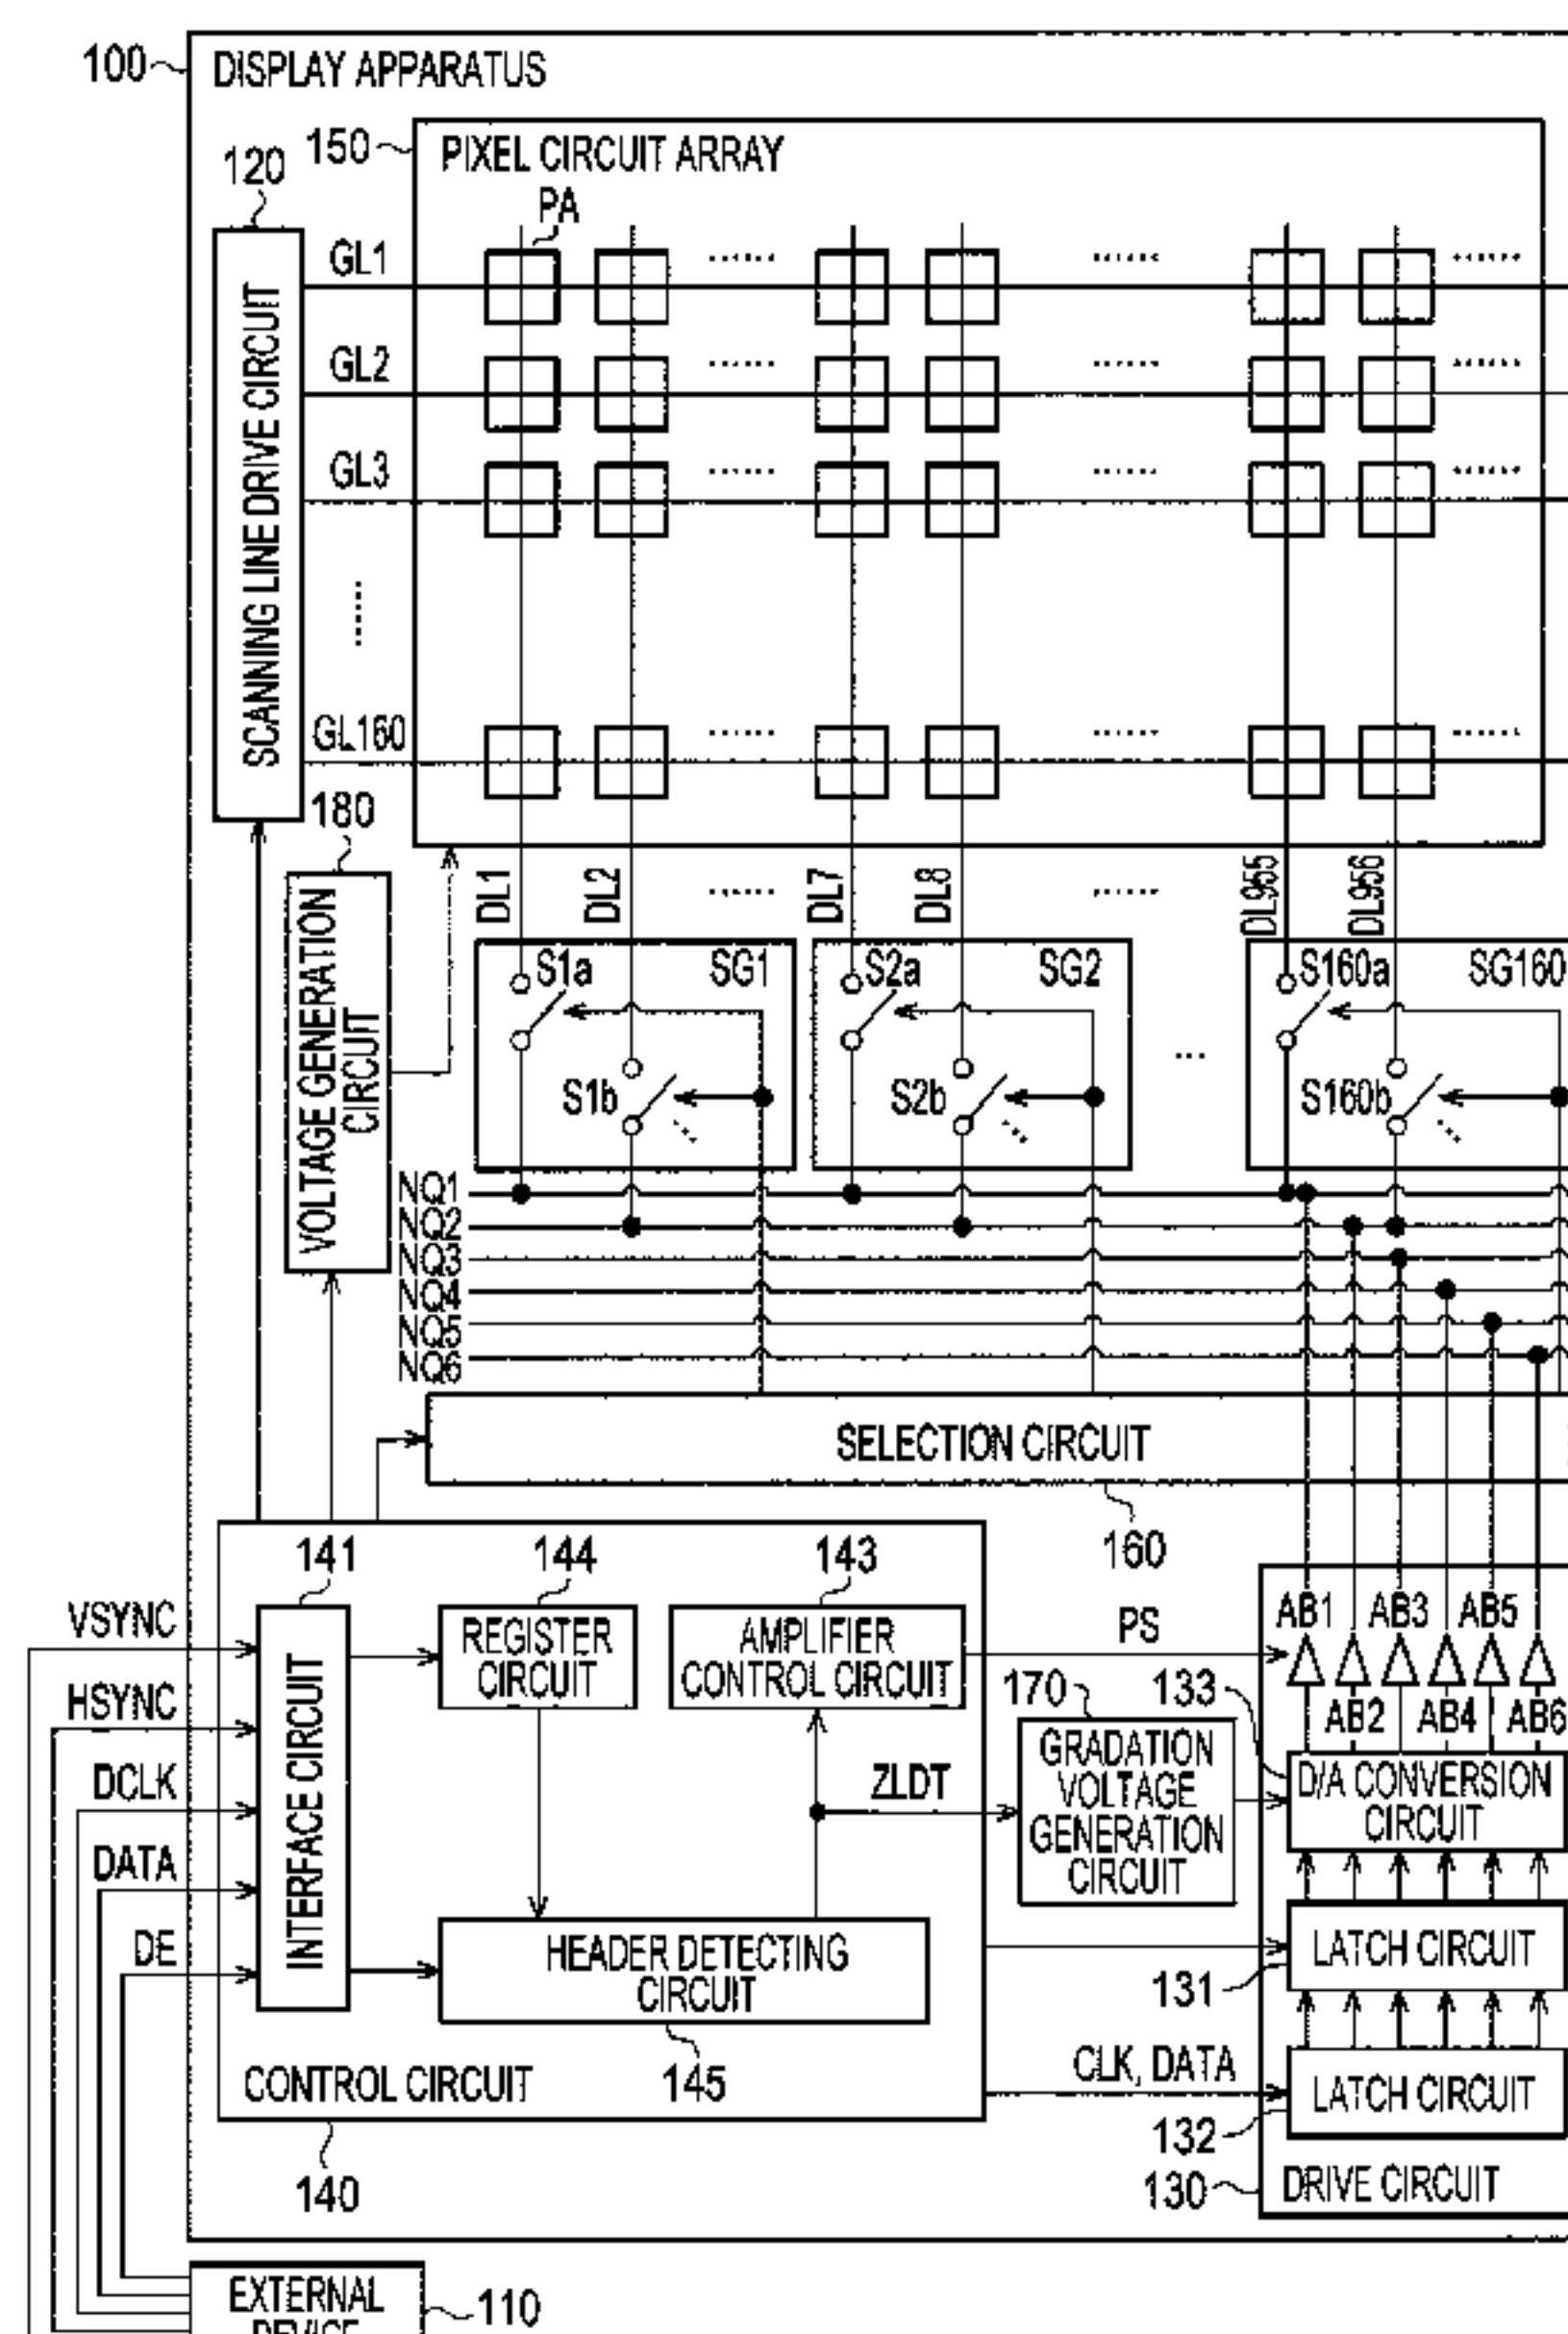 100
DISPLAY APPARATUS
150
PIXEL CIRCUIT ARRAY
120
PA
SCANNING LINE DRIVE CIRCUIT
GL1
GL2
GL3
GL160
180
VOLTAGE GENERATION
CIRCUIT
DL1
DL2
DL7
DL8
DL955
DL956
S1a
SG1
S2a
SG2
S160a
SG160
S1b
S2b
S160b
NQ1
NQ2
NQ3
NQ4
NQ5
NQ6
SELECTION CIRCUIT
160
141
144
143
VSYNC
HSYNC
DCLK
DATA
DE
INTERFACE CIRCUIT
REGISTER
CIRCUIT
AMPLIFIER
CONTROL CIRCUIT
PS
AB1
AB3
AB5
AB2
AB4
AB6
170
133
GRADATION
VOLTAGE
GENERATION
CIRCUIT
ZLDT
D/A CONVERSION
CIRCUIT
HEADER DETECTING
CIRCUIT
LATCH CIRCUIT
131
CONTROL CIRCUIT
145
CLK, DATA
LATCH CIRCUIT
132
140
130
DRIVE CIRCUIT
EXTERNAL
DEVICE
110